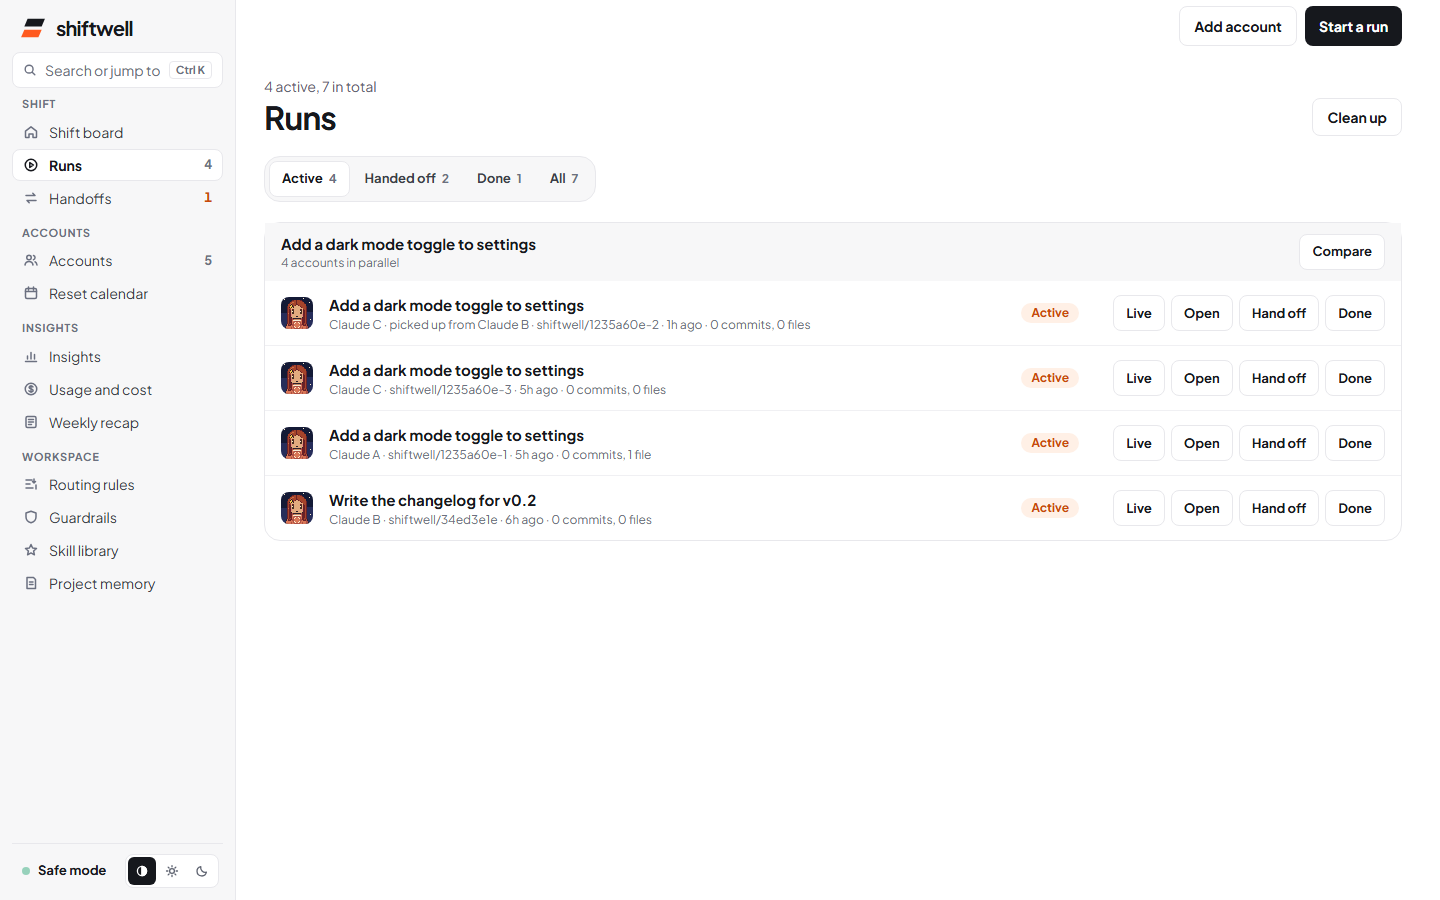 shiftwell
Search or jump to Ctrl K
SHIFT
Shift board
Runs 4
Handoffs 1
ACCOUNTS
Accounts 5
Reset calendar
INSIGHTS
Insights
Usage and cost
Weekly recap
WORKSPACE
Routing rules
Guardrails
Skill library
Project memory
Safe mode
Add account Start a run
4 active, 7 in total
Runs
Clean up
Active 4 Handed off 2 Done 1 All 7
Add a dark mode toggle to settings
4 accounts in parallel
Compare
Add a dark mode toggle to settings
Claude C · picked up from Claude B · shiftwell/1235a60e-2 · 1h ago · 0 commits, 0 files
Active Live Open Hand off Done
Add a dark mode toggle to settings
Claude C · shiftwell/1235a60e-3 · 5h ago · 0 commits, 0 files
Active Live Open Hand off Done
Add a dark mode toggle to settings
Claude A · shiftwell/1235a60e-1 · 5h ago · 0 commits, 1 file
Active Live Open Hand off Done
Write the changelog for v0.2
Claude B · shiftwell/34ed3e1e · 6h ago · 0 commits, 0 files
Active Live Open Hand off Done